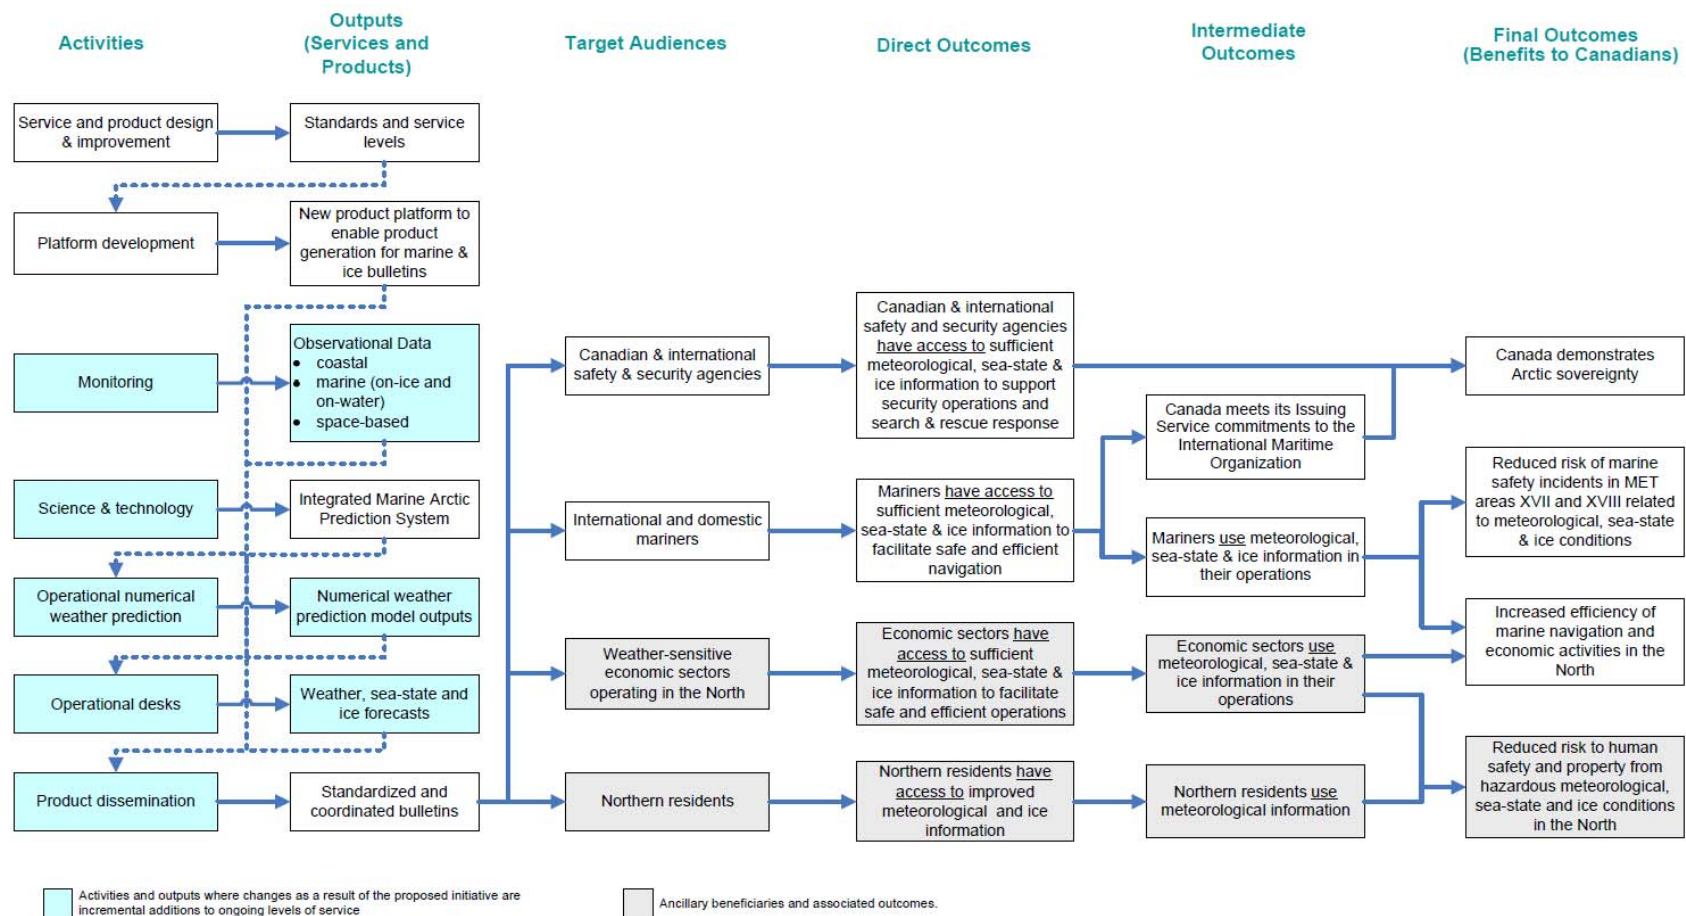 Activities
Outputs
(Services and
Products)
Target Audiences
Direct Outcomes
Intermediate
Outcomes
Final Outcomes
(Benefits to Canadians)
Service and product design
& improvement
Standards and service
levels
Platform development
New product platform to
enable product
generation for marine &
ice bulletins
Monitoring
Observational Data
• coastal
• marine (on-ice and
on-water)
• space-based
Canadian & international
safety & security agencies
Canadian & international
safety and security agencies
have access to sufficient
meteorological, sea-state &
ice information to support
security operations and
search & rescue response
Canada demonstrates
Arctic sovereignty
Canada meets its Issuing
Service commitments to the
International Maritime
Organization
Science & technology
Integrated Marine Arctic
Prediction System
International and domestic
mariners
Mariners have access to
sufficient meteorological,
sea-state & ice information to
facilitate safe and efficient
navigation
Mariners use meteorological,
sea-state & ice information in
their operations
Reduced risk of marine
safety incidents in MET
areas XVII and XVIII related
to meteorological, sea-state
& ice conditions
Operational numerical
weather prediction
Numerical weather
prediction model outputs
Increased efficiency of
marine navigation and
economic activities in the
North
Operational desks
Weather, sea-state and
ice forecasts
Weather-sensitive
economic sectors
operating in the North
Economic sectors have
access to sufficient
meteorological, sea-state &
ice information to facilitate
safe and efficient operations
Economic sectors use
meteorological, sea-state &
ice information in their
operations
Product dissemination
Standardized and
coordinated bulletins
Northern residents
Northern residents have
access to improved
meteorological and ice
information
Northern residents use
meteorological information
Reduced risk to human
safety and property from
hazardous meteorological,
sea-state and ice conditions
in the North
Activities and outputs where changes as a result of the proposed initiative are
incremental additions to ongoing levels of service
Ancillary beneficiaries and associated outcomes.